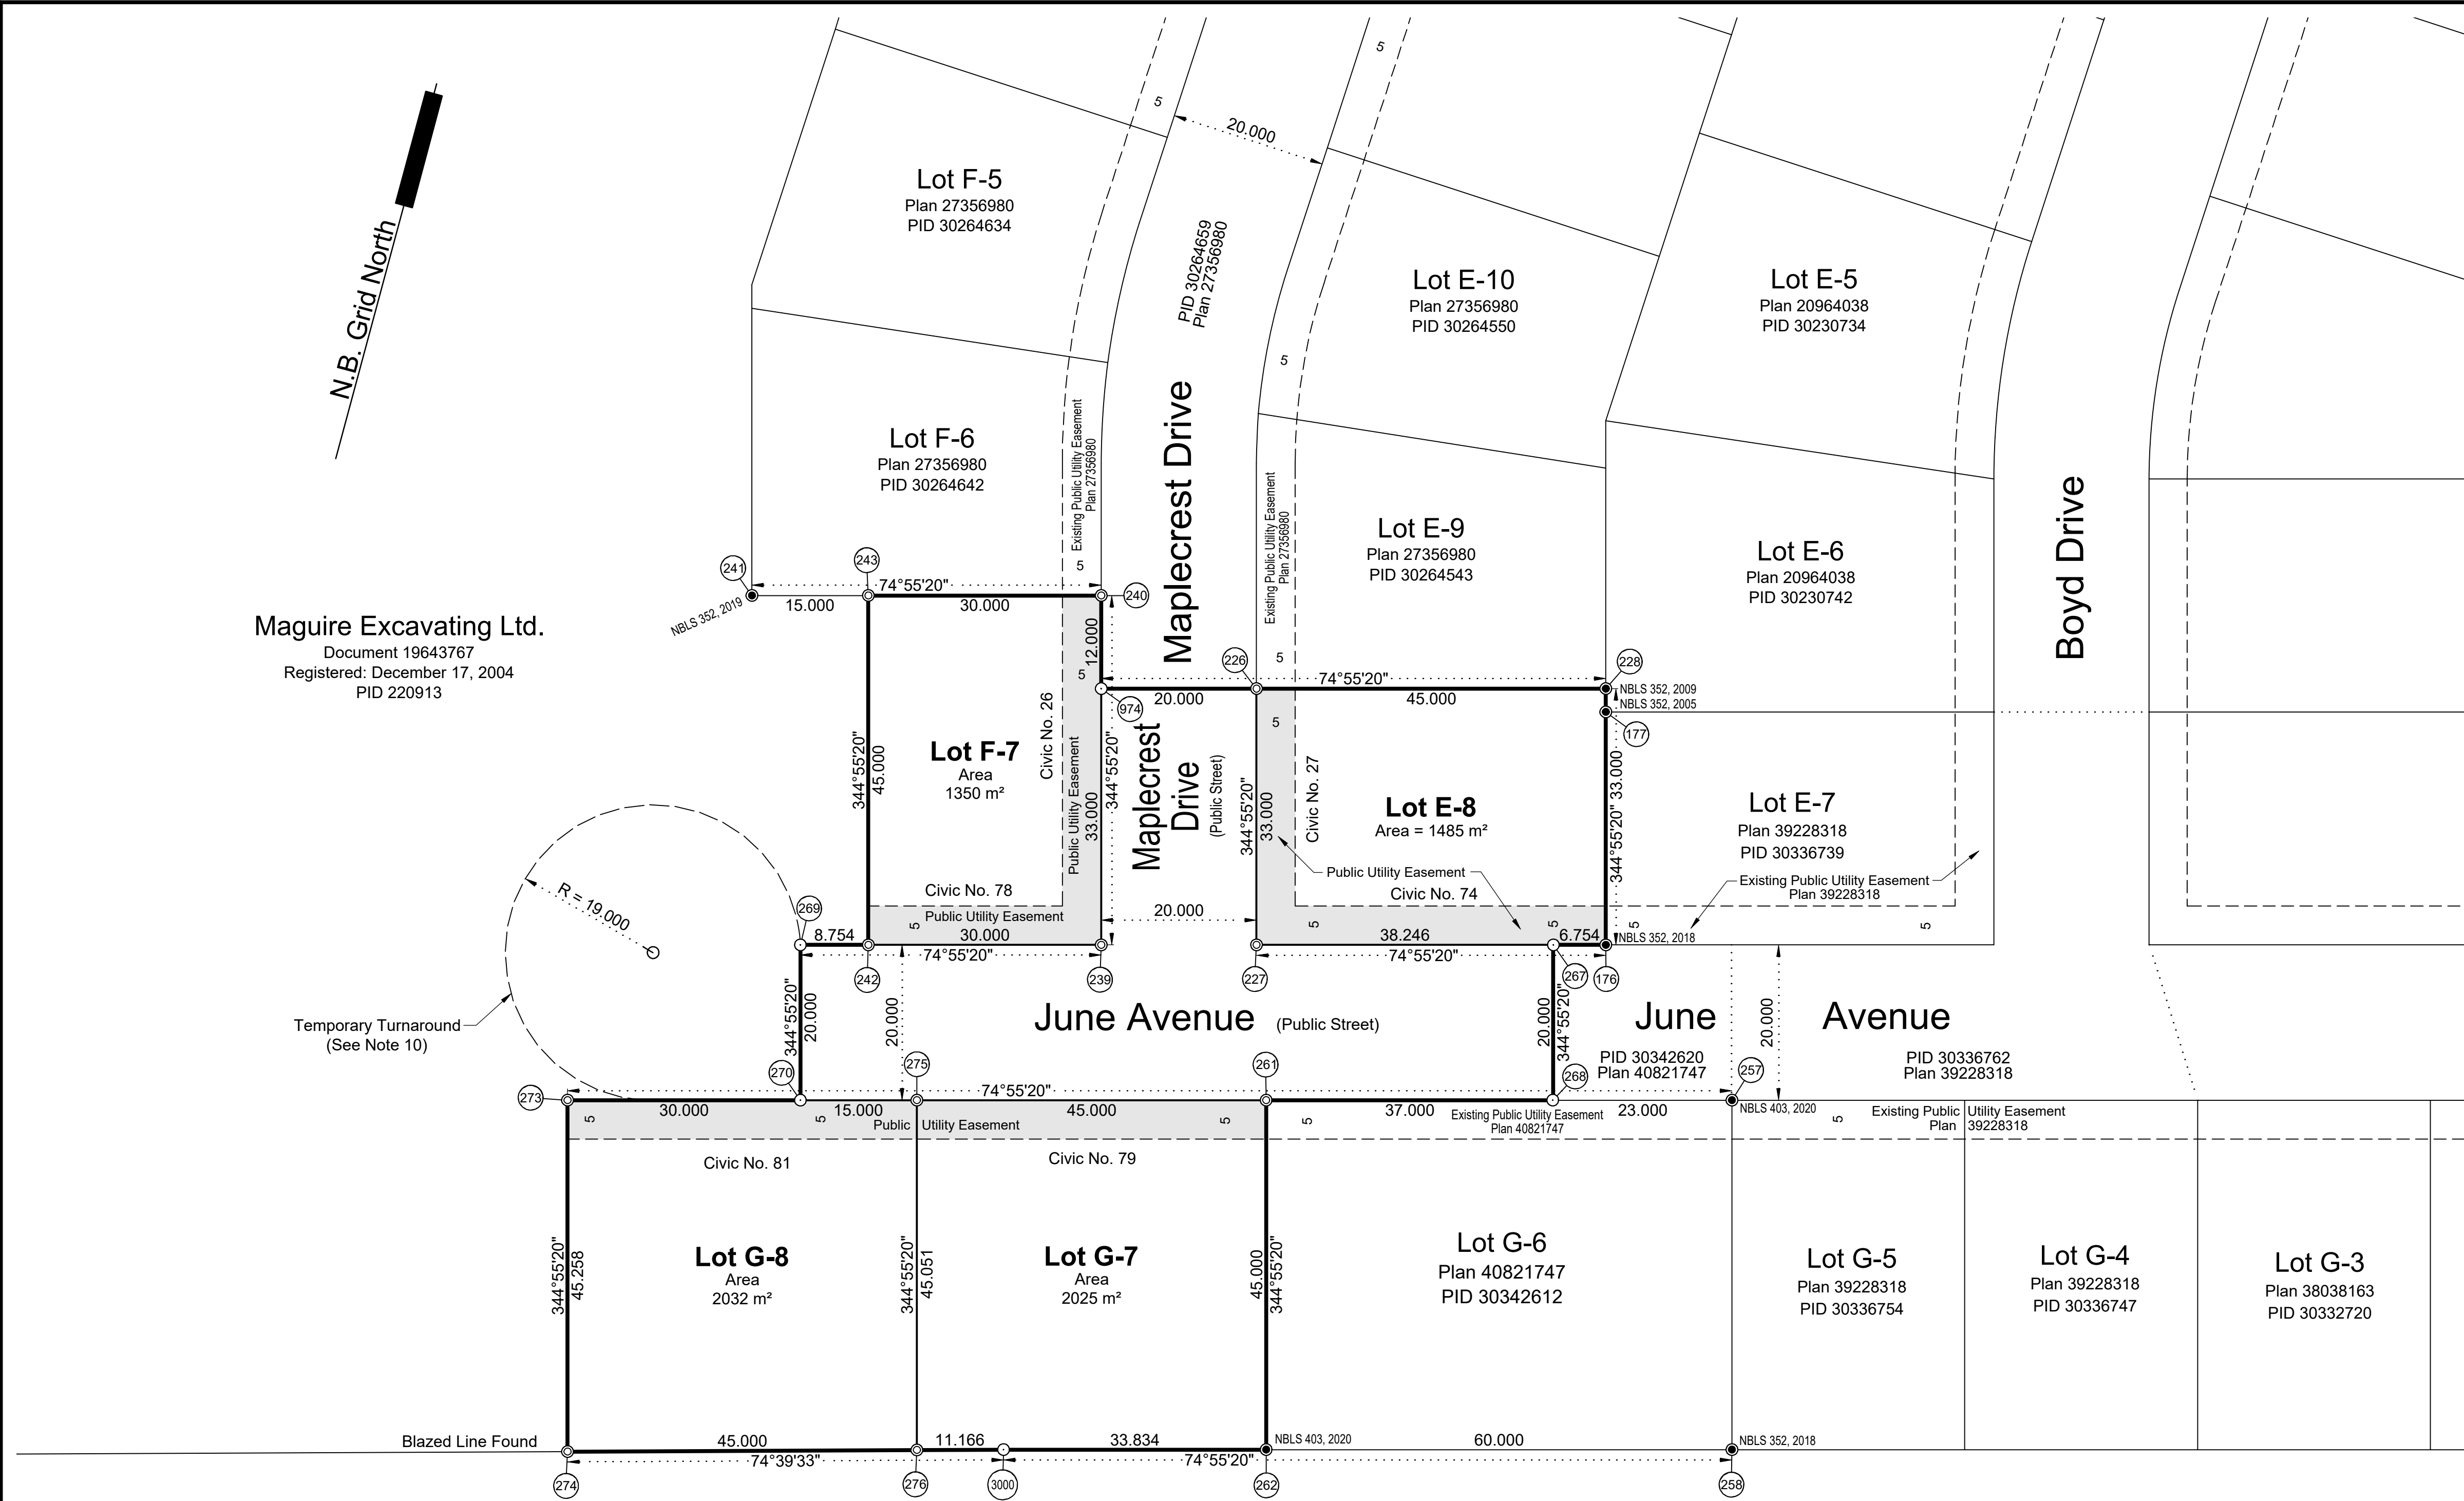 5
5
20.000
N.B. Grid North
Lot F-5
Plan 27356980
PID 30264634
PID 30264659
Plan 27356980
Lot E-10
Plan 27356980
PID 30264550
Lot E-5
Plan 20964038
PID 30230734
5
Lot F-6
Plan 27356980
PID 30264642
Existing Public Utility Easement
Plan 27356980
5
Maplecrest Drive
Existing Public Utility Easement
Plan 27356980
5
Lot E-9
Plan 27356980
PID 30264543
Lot E-6
Plan 20964038
PID 30230742
Boyd Drive
241
243
74°55'20"
240
NBLS 352, 2019
15.000
30.000
12.000
5
Maguire Excavating Ltd.
Document 19643767
Registered: December 17, 2004
PID 220913
226
228
74°55'20"
NBLS 352, 2009
NBLS 352, 2005
974
20.000
45.000
177
5
Lot F-7
Area
1350 m²
344°55'20"
45.000
Civic No. 26
Public Utility Easement
33.000
344°55'20"
Maplecrest
Drive
(Public Street)
344°55'20"
33.000
Civic No. 27
Lot E-8
Area = 1485 m²
344°55'20" 33.000
Lot E-7
Plan 39228318
PID 30336739
Public Utility Easement
Civic No. 74
Existing Public Utility Easement
Plan 39228318
R = 19.000
Civic No. 78
Public Utility Easement
5
269
8.754
30.000
74°55'20"
242
239
20.000
5
5
5
5
38.246
6.754
NBLS 352, 2018
74°55'20"
227
267
176
344°55'20"
20.000
20.000
June Avenue (Public Street)
20.000
344°55'20"
June Avenue
20.000
PID 30342620
Plan 40821747
PID 30336762
Plan 39228318
Temporary Turnaround
(See Note 10)
270
275
261
268
257
273
74°55'20"
30.000
15.000
45.000
37.000
23.000
NBLS 403, 2020
5
5
Public Utility Easement
5
5
Existing Public Utility Easement
Plan 40821747
5
Existing Public Utility Easement
Plan 39228318
Civic No. 81
Civic No. 79
344°55'20"
45.258
Lot G-8
Area
2032 m²
344°55'20"
45.051
Lot G-7
Area
2025 m²
45.000
344°55'20"
Lot G-6
Plan 40821747
PID 30342612
Lot G-5
Plan 39228318
PID 30336754
Lot G-4
Plan 39228318
PID 30336747
Lot G-3
Plan 38038163
PID 30332720
Blazed Line Found
45.000
11.166
33.834
NBLS 403, 2020
60.000
NBLS 352, 2018
74°39'33"
74°55'20"
274
276
3000
262
258